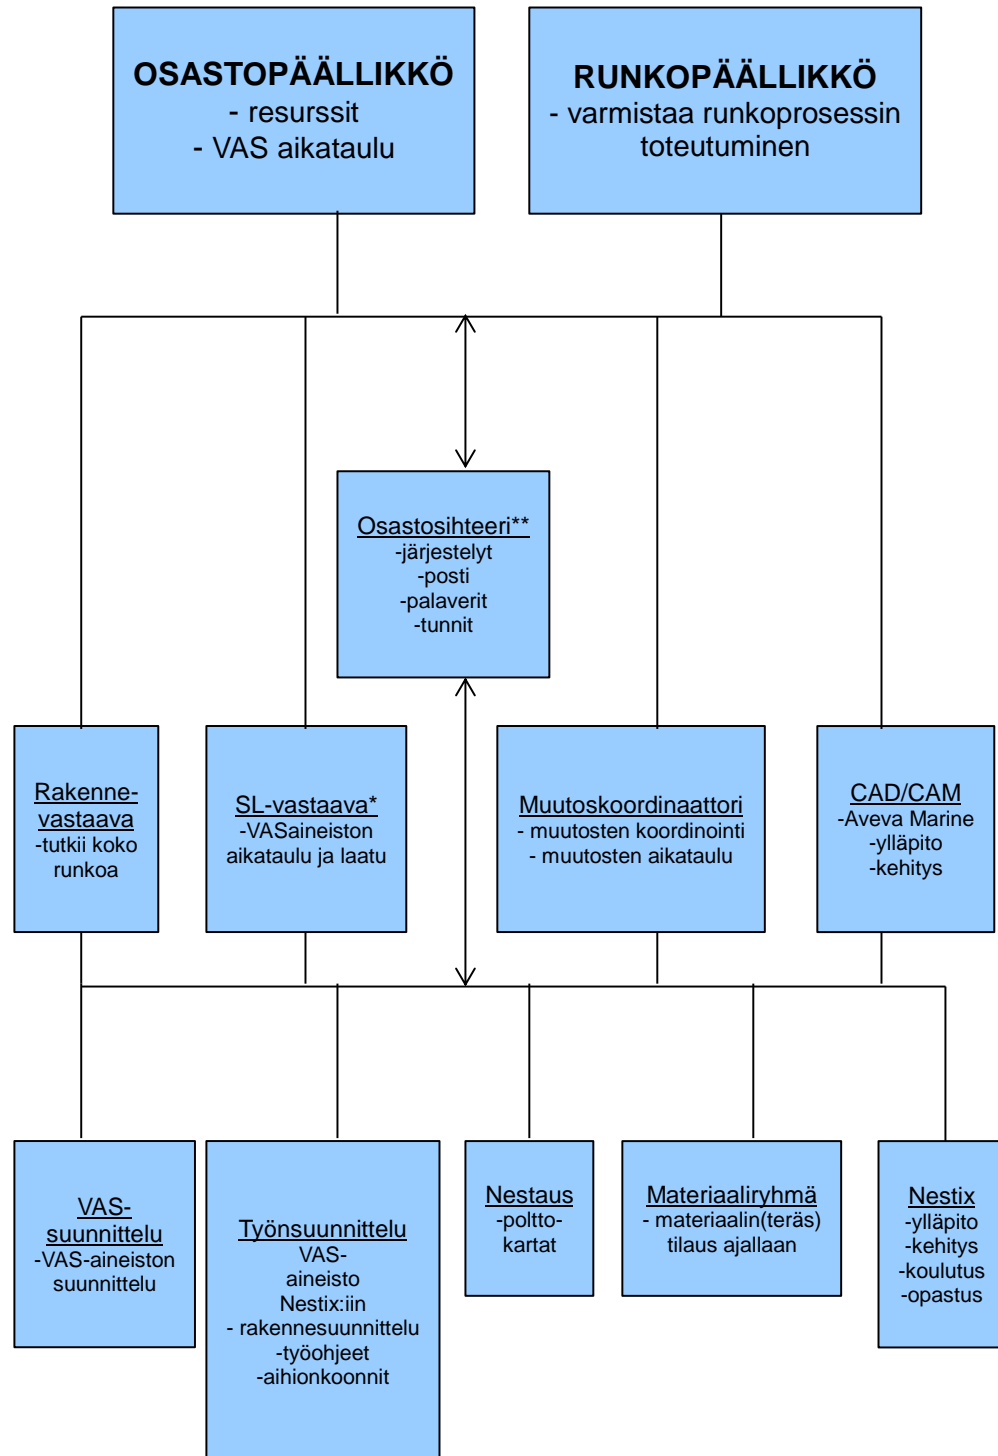 OSASTOPÄÄLLIKKÖ
- resurssit
- VAS aikataulu
RUNKOPÄÄLLIKKÖ
- varmistaa runkoprosessin
toteutuminen
Osastosihteeri**
-järjestelyt
-posti
-palaverit
-tunnit
Rakenne-
vastaava
-tutkii koko
runkoa
SL-vastaava*
-VASaineiston
aikataulu ja laatu
Muutoskoordinaattori
- muutosten koordinointi
- muutosten aikataulu
CAD/CAM
-Aveva Marine
-ylläpito
-kehitys
VAS-
suunnittelu
-VAS-aineiston
suunnittelu
Työnsuunnittelu
VAS-
aineisto
Nestix:iin
- rakennesuunnittelu
-työohjeet
-aihionkoonnit
Nestaus
-poltto-
kartat
Materiaaliryhmä
- materiaalin(teräs)
tilaus ajallaan
Nestix
-ylläpito
-kehitys
-koulutus
-opastus